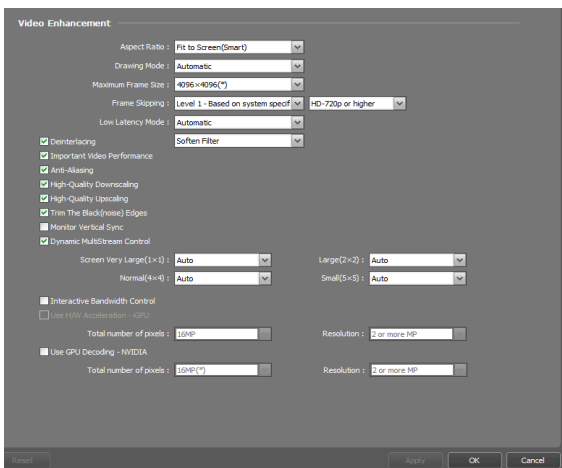 Video Enhancement
Aspect Ratio : Fit to Screen(Smart)
Drawing Mode : Automatic
Maximum Frame Size : 4096×4096(*)
Frame Skipping : Level 1 - Based on system specif HD-720p or higher
Low Latency Mode : Automatic
Deinterlacing Soften Filter
Important Video Performance
Anti-Aliasing
High-Quality Downscaling
High-Quality Upscaling
Trim The Black(noise) Edges
Monitor Vertical Sync
Dynamic MultiStream Control
Screen Very Large(1×1) : Auto Large(2×2) : Auto
Normal(4×4) : Auto Small(5×5) : Auto
Interactive Bandwidth Control
Use H/W Acceleration - iGPU
Total number of pixels : 16MP Resolution : 2 or more MP
Use GPU Decoding - NVIDIA
Total number of pixels : 16MP(*) Resolution : 2 or more MP
Reset Apply OK Cancel